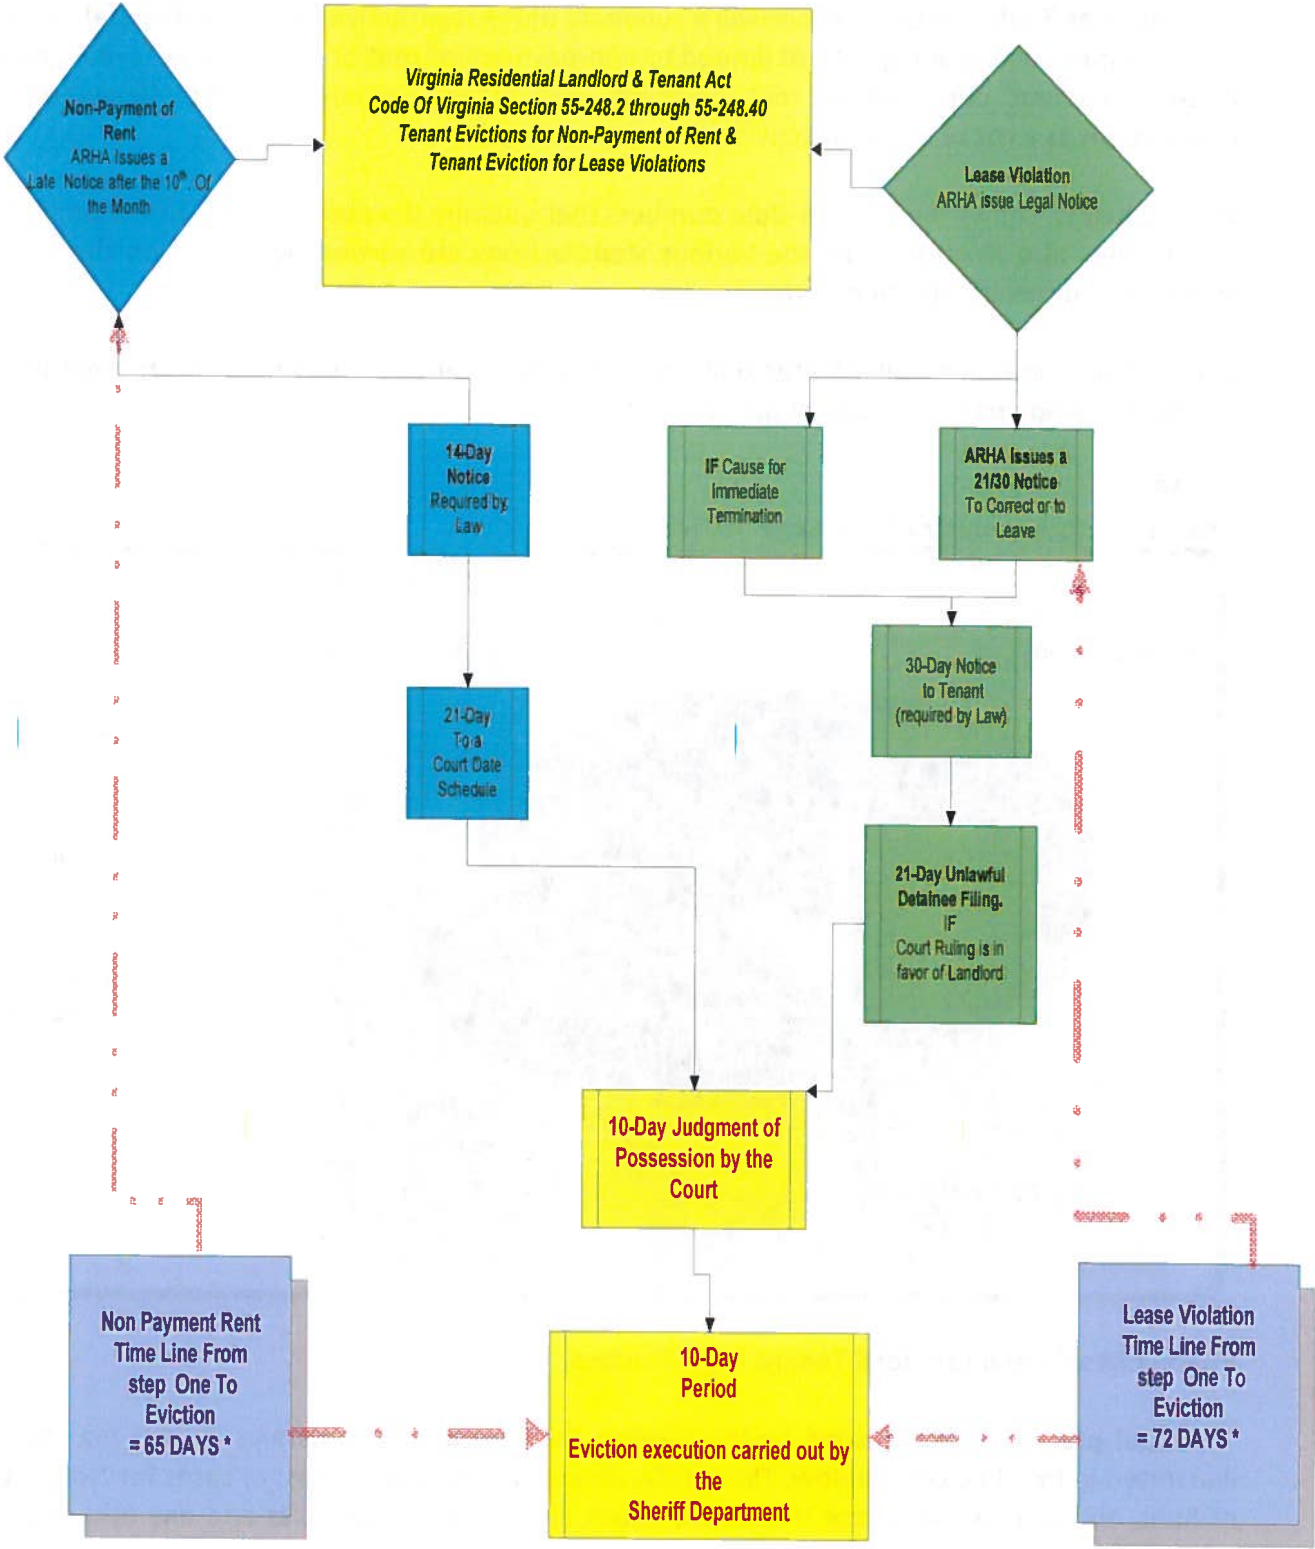 Non-Payment of
Rent
ARHA Issues a
Late Notice after the 10th. Of
the Month
Virginia Residential Landlord & Tenant Act
Code Of Virginia Section 55-248.2 through 55-248.40
Tenant Evictions for Non-Payment of Rent &
Tenant Eviction for Lease Violations
Lease Violation
ARHA issue Legal Notice
14-Day
Notice
Required by
Law
IF Cause for
Immediate
Termination
ARHA Issues a
21/30 Notice
To Correct or to
Leave
30-Day Notice
to Tenant
(required by Law)
21-Day
To a
Court Date
Schedule
21-Day Unlawful
Detainee Filing.
IF
Court Ruling is in
favor of Landlord
10-Day Judgment of
Possession by the
Court
Non Payment Rent
Time Line From
step One To
Eviction
= 65 DAYS *
10-Day
Period
Eviction execution carried out by
the
Sheriff Department
Lease Violation
Time Line From
step One To
Eviction
= 72 DAYS *